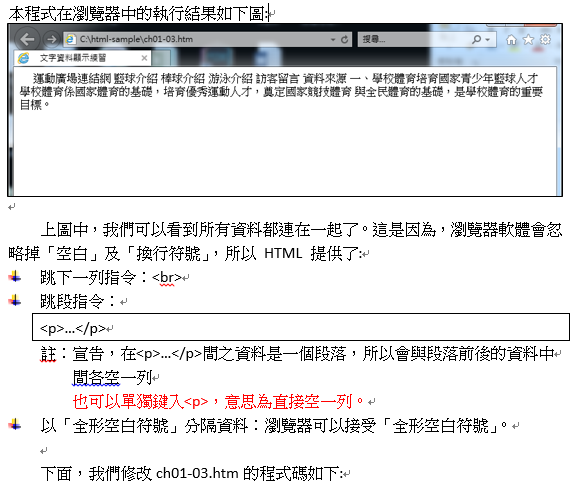 本程式在瀏覽器中的執行結果如下圖:
C:\html-sample\ch01-03.htm
搜尋...
文字資料顯示練習
運動廣場連結網 籃球介紹 棒球介紹 游泳介紹 訪客留言 資料來源 一、學校體育培育國家青少年籃球人才
學校體育係國家體育的基礎，培育優秀運動人才，奠定國家競技體育 與全民體育的基礎，是學校體育的重要
目標。
上圖中，我們可以看到所有資料都連在一起了。這是因為，瀏覽器軟體會忽
略掉「空白」及「換行符號」，所以 HTML 提供了:
跳下一列指令：<br>
跳段指令：
<p>…</p>
註：宣告，在<p>…</p>間之資料是一個段落，所以會與段落前後的資料中
間各空一列
也可以單獨鍵入<p>，意思為直接空一列。
以「全形空白符號」分隔資料：瀏覽器可以接受「全形空白符號」。
下面，我們修改 ch01-03.htm 的程式碼如下: